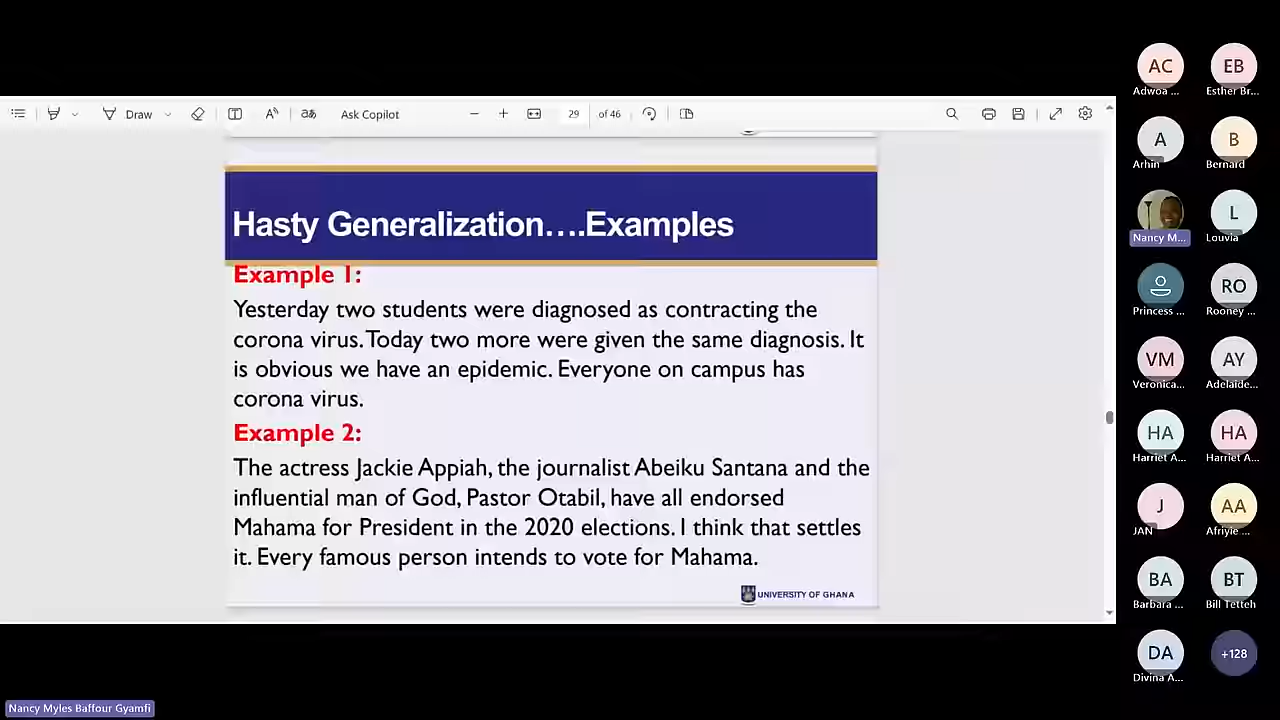 Draw
Ask Copilot
29 of 46
Hasty Generalization….Examples
Example 1:
Yesterday two students were diagnosed as contracting the
corona virus. Today two more were given the same diagnosis. It
is obvious we have an epidemic. Everyone on campus has
corona virus.
Example 2:
The actress Jackie Appiah, the journalist Abeiku Santana and the
influential man of God, Pastor Otabil, have all endorsed
Mahama for President in the 2020 elections. I think that settles
it. Every famous person intends to vote for Mahama.
UNIVERSITY OF GHANA
AC EB
Adwoa ... Esther Br...
A B
Arhin Bernard
L
Nancy M... Louvia
RO
Princess ... Rooney ...
VM AY
Veronica... Adelaide...
HA HA
Harriet A... Harriet A...
J AA
JAN Afriyie ...
BA BT
Barbara ... Bill Tetteh
DA +128
Divina A...
Nancy Myles Baffour Gyamfi